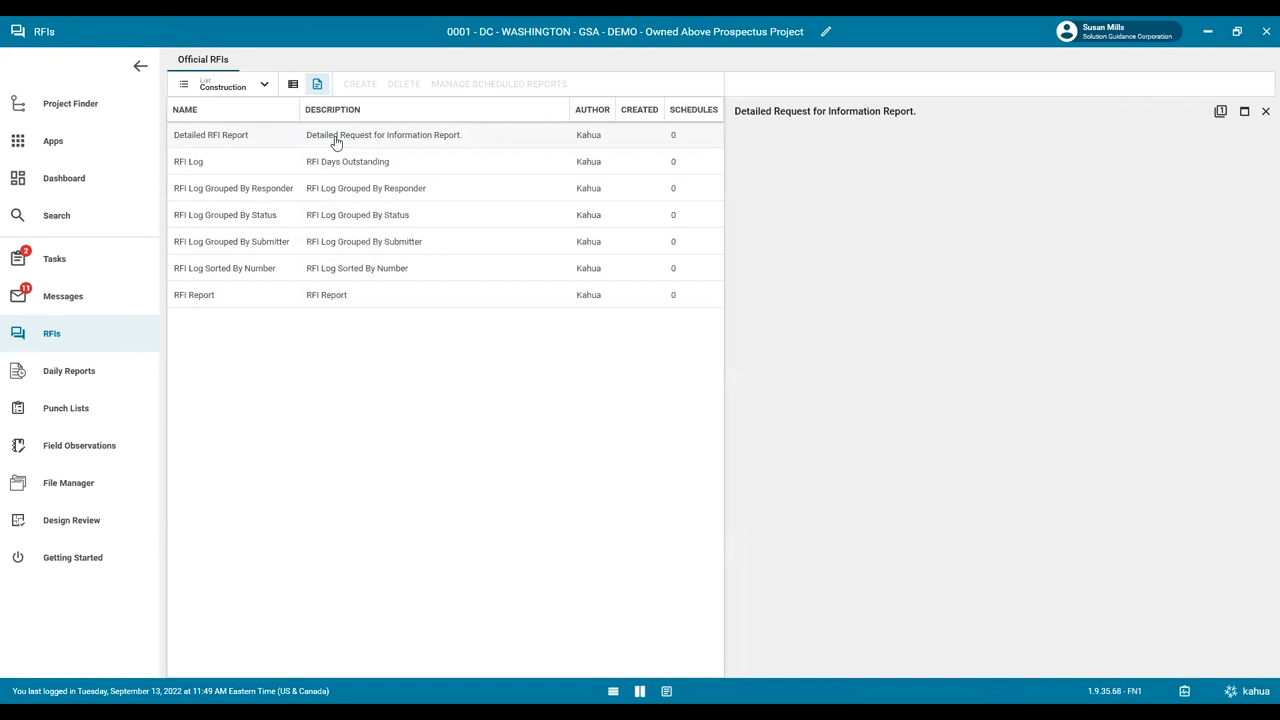 RFIs
0001 - DC - WASHINGTON - GSA - DEMO - Owned Above Prospectus Project
Susan Mills
Solution Guidance Corporation
Project Finder
Apps
Dashboard
Search
2
Tasks
11
Messages
RFIs
Daily Reports
Punch Lists
Field Observations
File Manager
Design Review
Getting Started
Official RFIs
List
Construction
CREATE DELETE MANAGE SCHEDULED REPORTS
NAME DESCRIPTION AUTHOR CREATED SCHEDULES
Detailed RFI Report Detailed Request for Information Report. Kahua 0
RFI Log RFI Days Outstanding Kahua 0
RFI Log Grouped By Responder RFI Log Grouped By Responder Kahua 0
RFI Log Grouped By Status RFI Log Grouped By Status Kahua 0
RFI Log Grouped By Submitter RFI Log Grouped By Submitter Kahua 0
RFI Log Sorted By Number RFI Log Sorted By Number Kahua 0
RFI Report RFI Report Kahua 0
Detailed Request for Information Report.
1
You last logged in Tuesday, September 13, 2022 at 11:49 AM Eastern Time (US & Canada)
1.9.35.68 - FN1
kahua